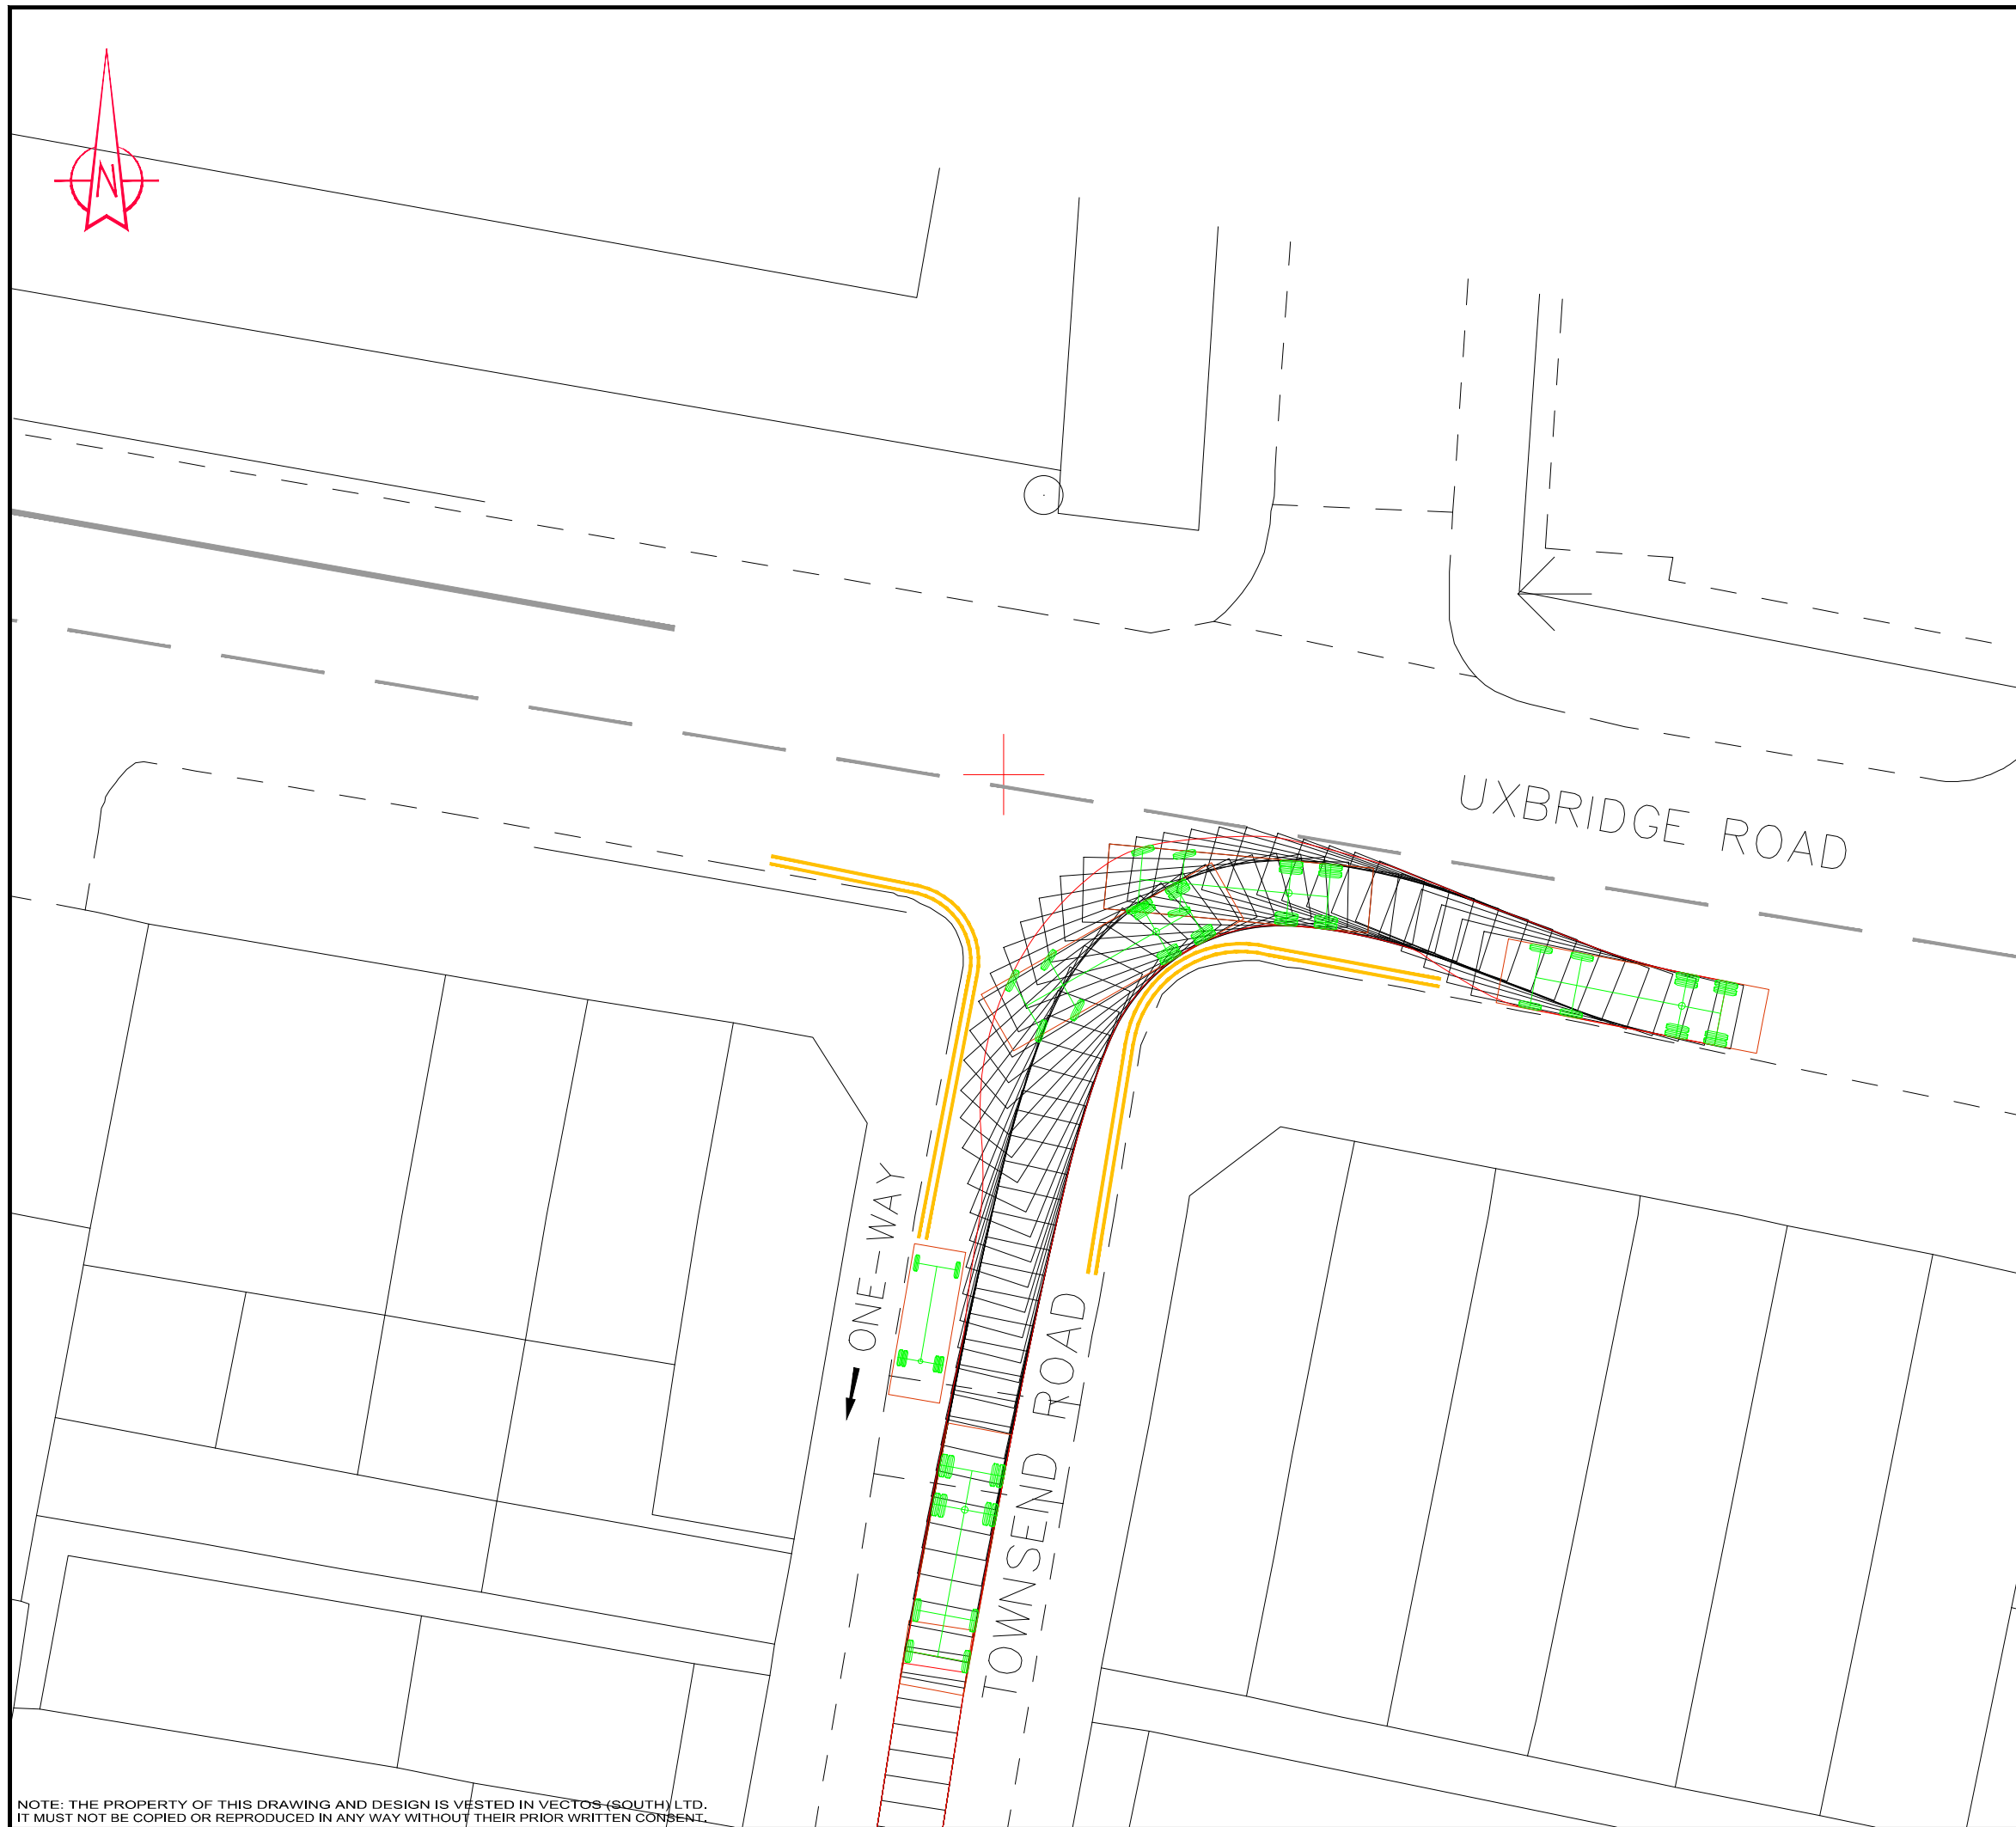 N
UXBRIDGE ROAD
ONE-WAY
TOWNSEND ROAD
NOTE: THE PROPERTY OF THIS DRAWING AND DESIGN IS VESTED IN VECTOS (SOUTH) LTD.
IT MUST NOT BE COPIED OR REPRODUCED IN ANY WAY WITHOUT THEIR PRIOR WRITTEN CONSENT.